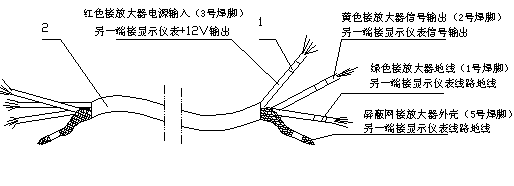 红色接放大器电源输入（3号焊脚）
另一端接显示仪表+12V输出
1
2
黄色接放大器信号输出（2号焊脚）
另一端接显示仪表信号输出
绿色接放大器地线（1号焊脚）
另一端接显示仪表线路地线
屏蔽网接放大器外壳（5号焊脚）
另一端接显示仪表线路地线